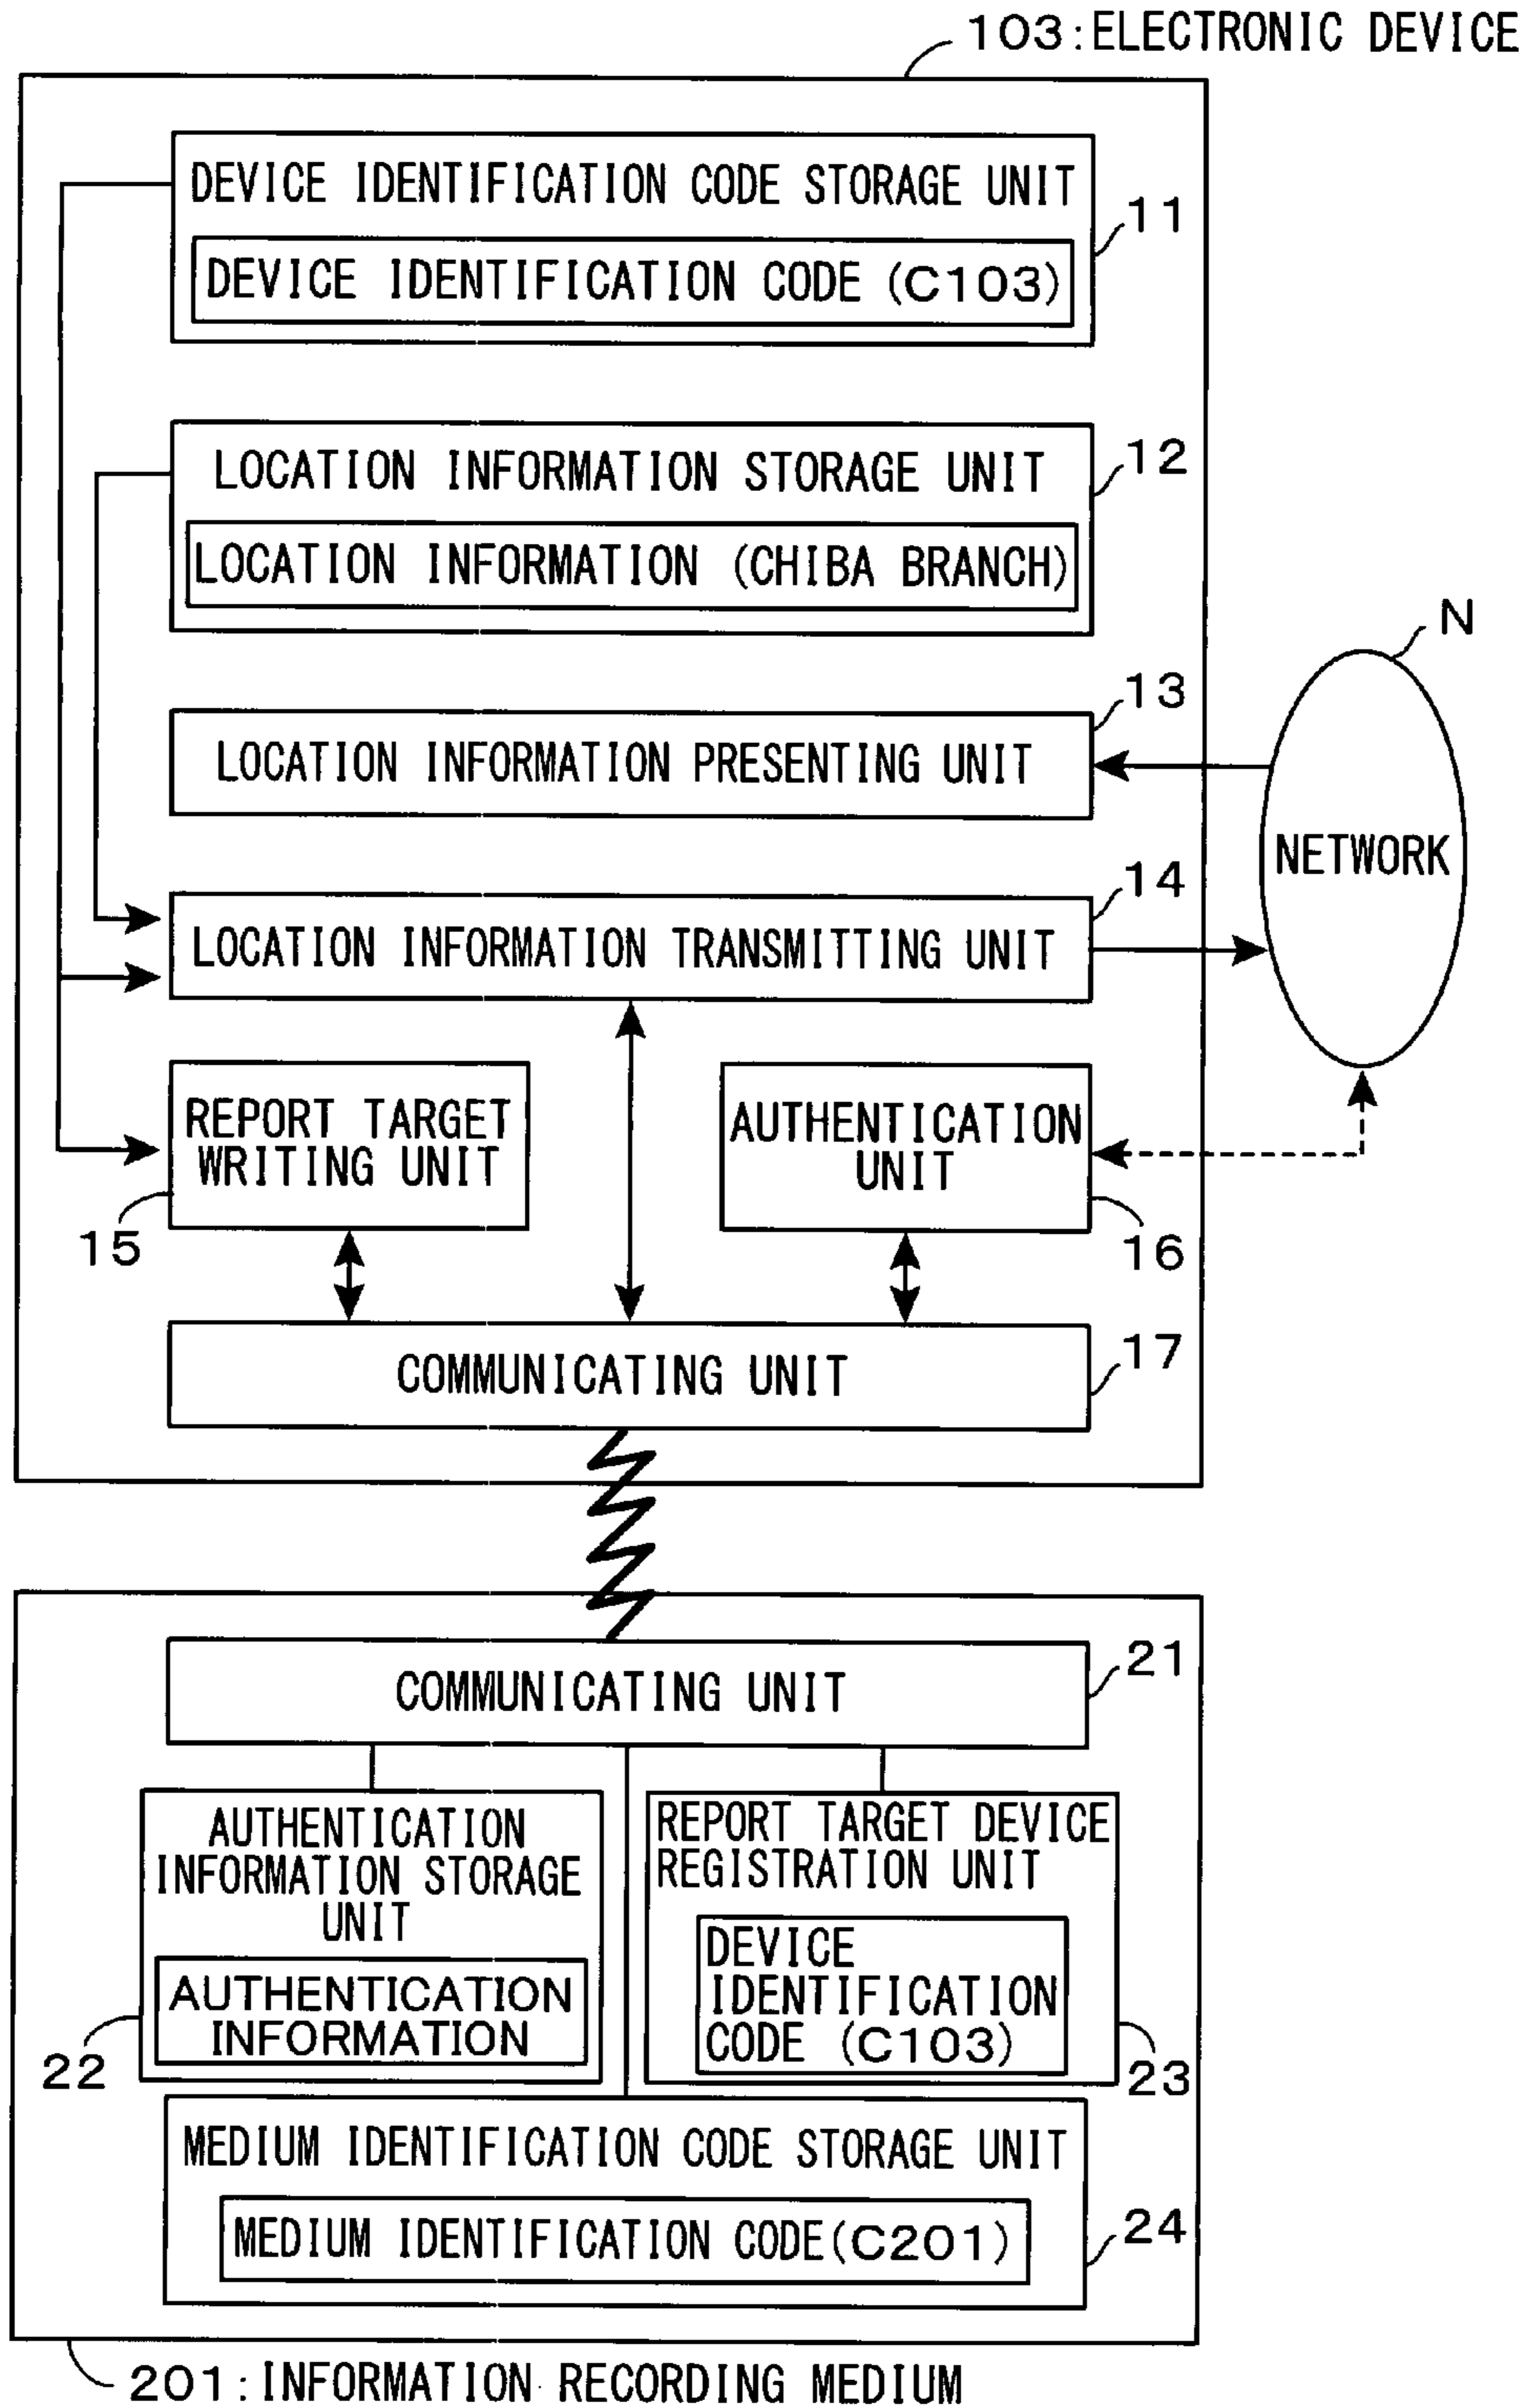 103:ELECTRONIC DEVICE
DEVICE IDENTIFICATION CODE STORAGE UNIT
11
DEVICE IDENTIFICATION CODE (C103)
LOCATION INFORMATION STORAGE UNIT
12
LOCATION INFORMATION (CHIBA BRANCH)
N
13
LOCATION INFORMATION PRESENTING UNIT
NETWORK
14
LOCATION INFORMATION TRANSMITTING UNIT
REPORT TARGET
WRITING UNIT
AUTHENTICATION
UNIT
15
16
17
COMMUNICATING UNIT
21
COMMUNICATING UNIT
AUTHENTICATION
INFORMATION STORAGE
UNIT
AUTHENTICATION
INFORMATION
22
REPORT TARGET DEVICE
REGISTRATION UNIT
DEVICE
IDENTIFICATION
CODE (C103)
23
MEDIUM IDENTIFICATION CODE STORAGE UNIT
MEDIUM IDENTIFICATION CODE(C201)
24
201:INFORMATION RECORDING MEDIUM